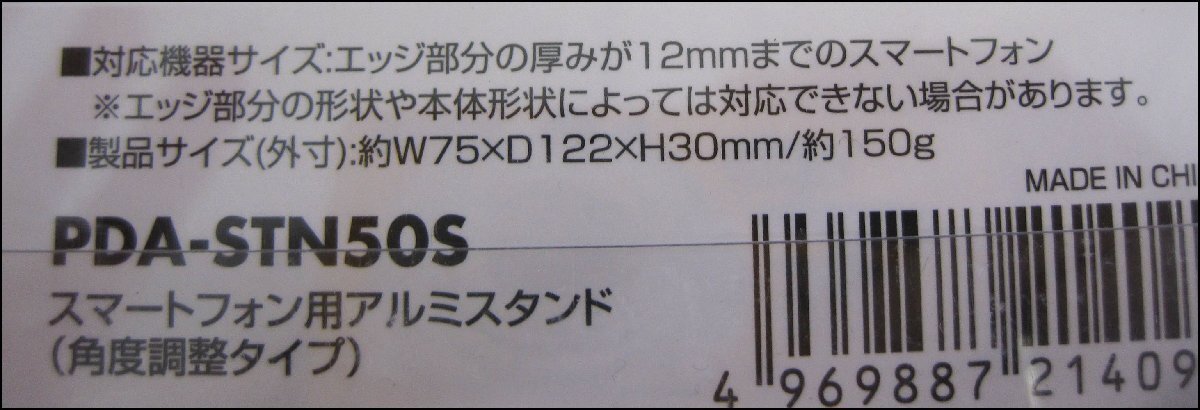 ■対応機器サイズ:エッジ部分の厚みが12mmまでのスマートフォン
※エッジ部分の形状や本体形状によっては対応できない場合があります。
■製品サイズ(外寸):約W75×D122×H30mm/約150g
MADE IN CHI
PDA-STN50S
スマートフォン用アルミスタンド
(角度調整タイプ)
4 969887 21409